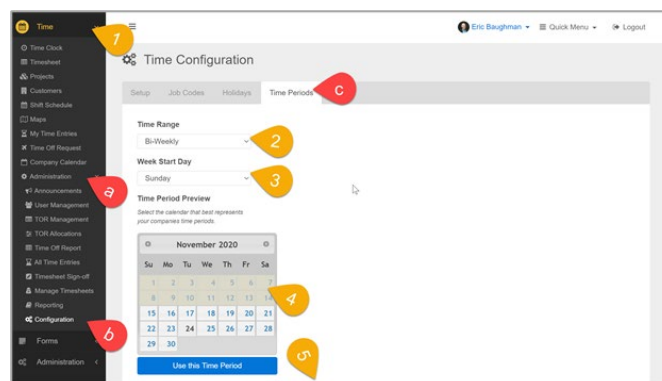 Time
1
Eric Baughman
Quick Menu
Logout
Time Clock
Timesheet
Projects
Customers
Shift Schedule
Maps
My Time Entries
Time Off Request
Company Calendar
Administration
a
Announcements
User Management
TOR Management
TOR Allocations
Time Off Report
All Time Entries
Timesheet Sign-off
Manage Timesheets
Reporting
Configuration
b
Forms
Administration
Time Configuration
Setup Job Codes Holidays Time Periods
c
Time Range
Bi-Weekly
2
Week Start Day
Sunday
3
Time Period Preview
Select the calendar that best represents
your companies time periods.
November 2020
Su Mo Tu We Th Fr Sa
1 2 3 4 5 6 7
8 9 10 11 12 13 14
4
15 16 17 18 19 20 21
22 23 24 25 26 27 28
29 30
Use this Time Period
5